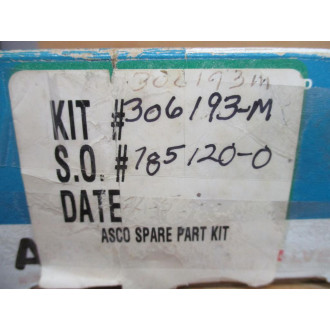 306193m
KIT #306193-M
S.O. #785120-0
DATE
ASCO SPARE PART KIT
A